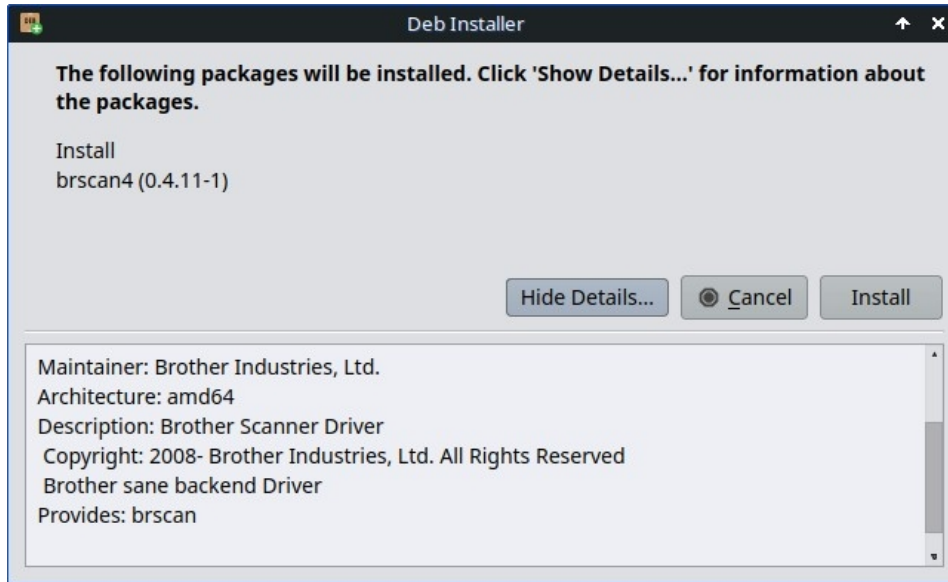 Deb Installer
The following packages will be installed. Click 'Show Details...' for information about
the packages.
Install
brscan4 (0.4.11-1)
Hide Details...
Cancel
Install
Maintainer: Brother Industries, Ltd.
Architecture: amd64
Description: Brother Scanner Driver
Copyright: 2008- Brother Industries, Ltd. All Rights Reserved
Brother sane backend Driver
Provides: brscan